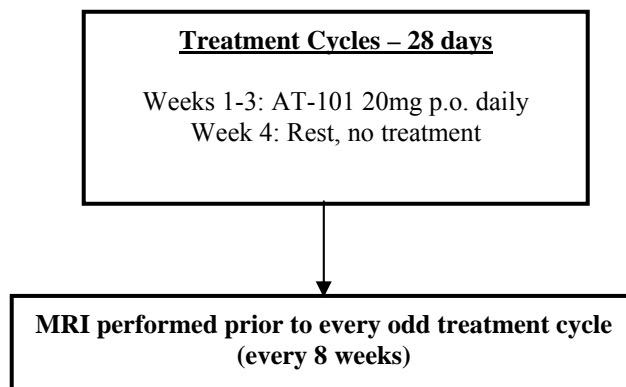 Treatment Cycles – 28 days
Weeks 1-3: AT-101 20mg p.o. daily
Week 4: Rest, no treatment
MRI performed prior to every odd treatment cycle
(every 8 weeks)